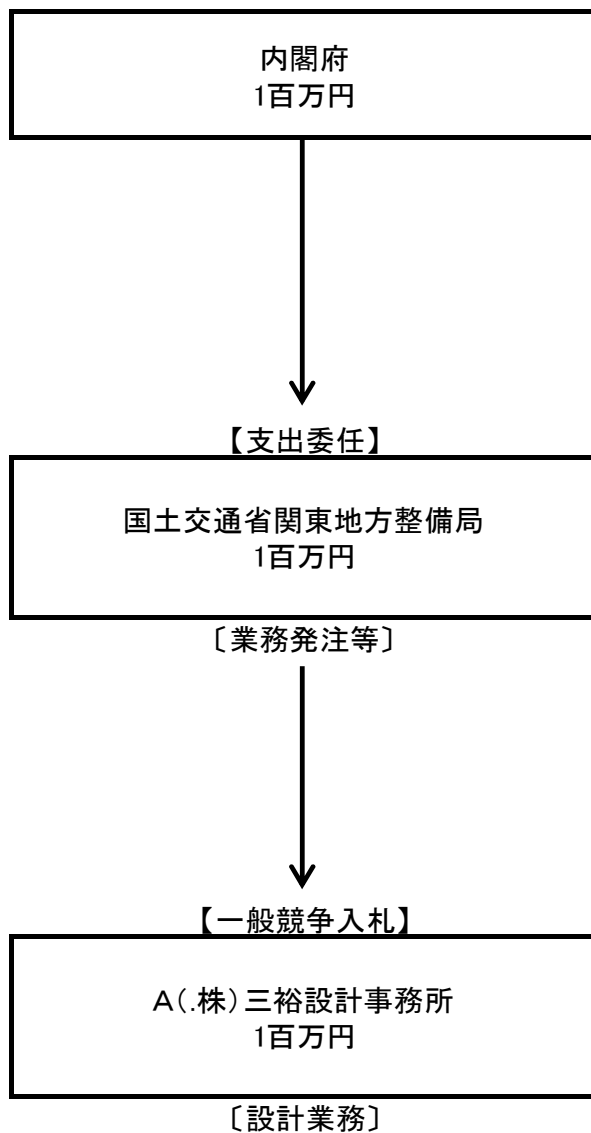 内閣府
1百万円
【支出委任】
国土交通省関東地方整備局
1百万円
〔業務発注等〕
【一般競争入札】
A(.株)三裕設計事務所
1百万円
〔設計業務〕